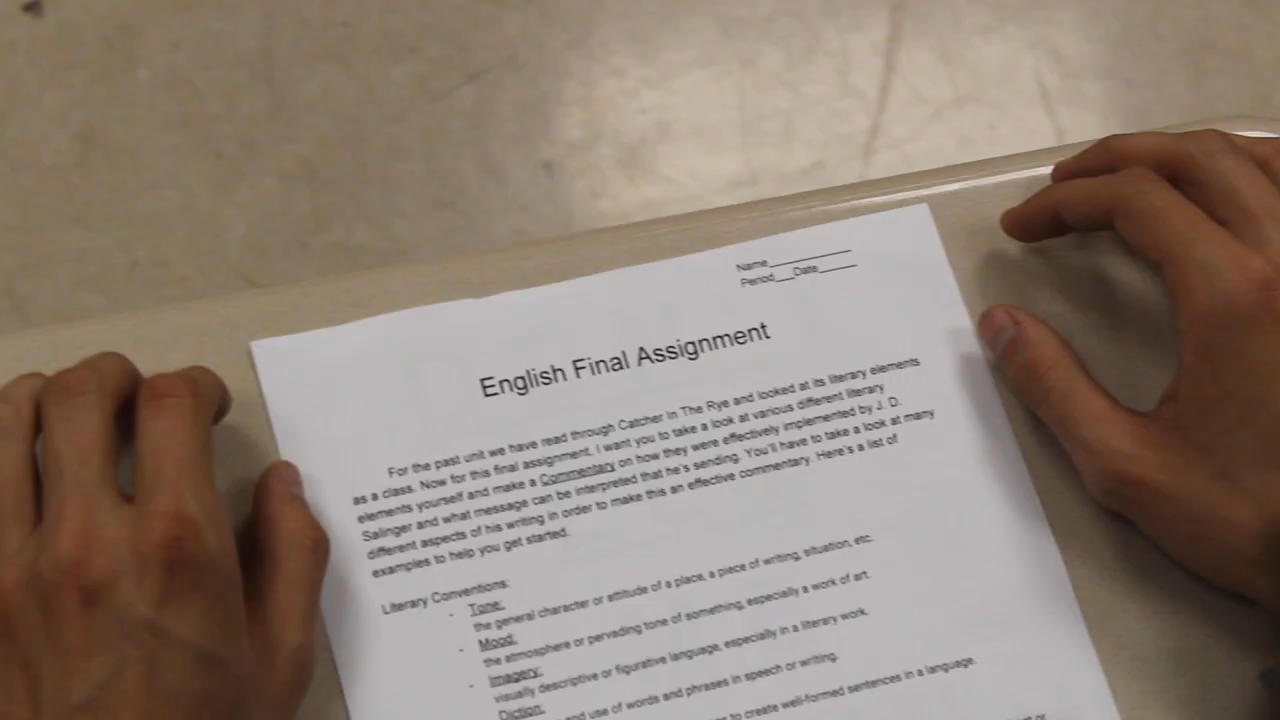 Name__________
Period___Date______
English Final Assignment
For the past unit we have read through Catcher In The Rye and looked at its literary elements
as a class. Now for this final assignment, I want you to take a look at various different literary
elements yourself and make a Commentary on how they were effectively implemented by J. D.
Salinger and what message can be interpreted that he's sending. You'll have to take a look at many
different aspects of his writing in order to make this an effective commentary. Here's a list of
examples to help you get started.
Literary Conventions:
- Tone:
the general character or attitude of a place, a piece of writing, situation, etc.
- Mood:
the atmosphere or pervading tone of something, especially a work of art.
- Imagery:
visually descriptive or figurative language, especially in a literary work.
Diction:
and use of words and phrases in speech or writing.
to create well-formed sentences in a language.